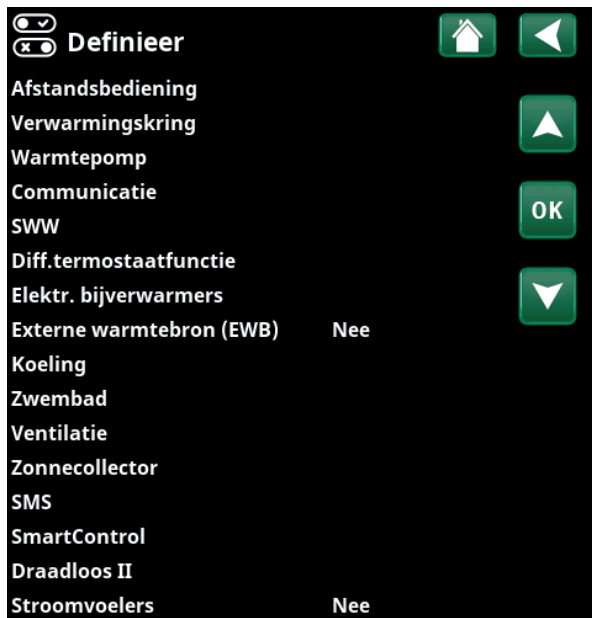 Definieer
Afstandsbediening
Verwarmingskring
Warmtepomp
Communicatie
OK
SWW
Diff.termostaatfunctie
Elektr. bijverwarmers
Externe warmtebron (EWB) Nee
Koeling
Zwembad
Ventilatie
Zonnecollector
SMS
SmartControl
Draadloos II
Stroomvoelers Nee